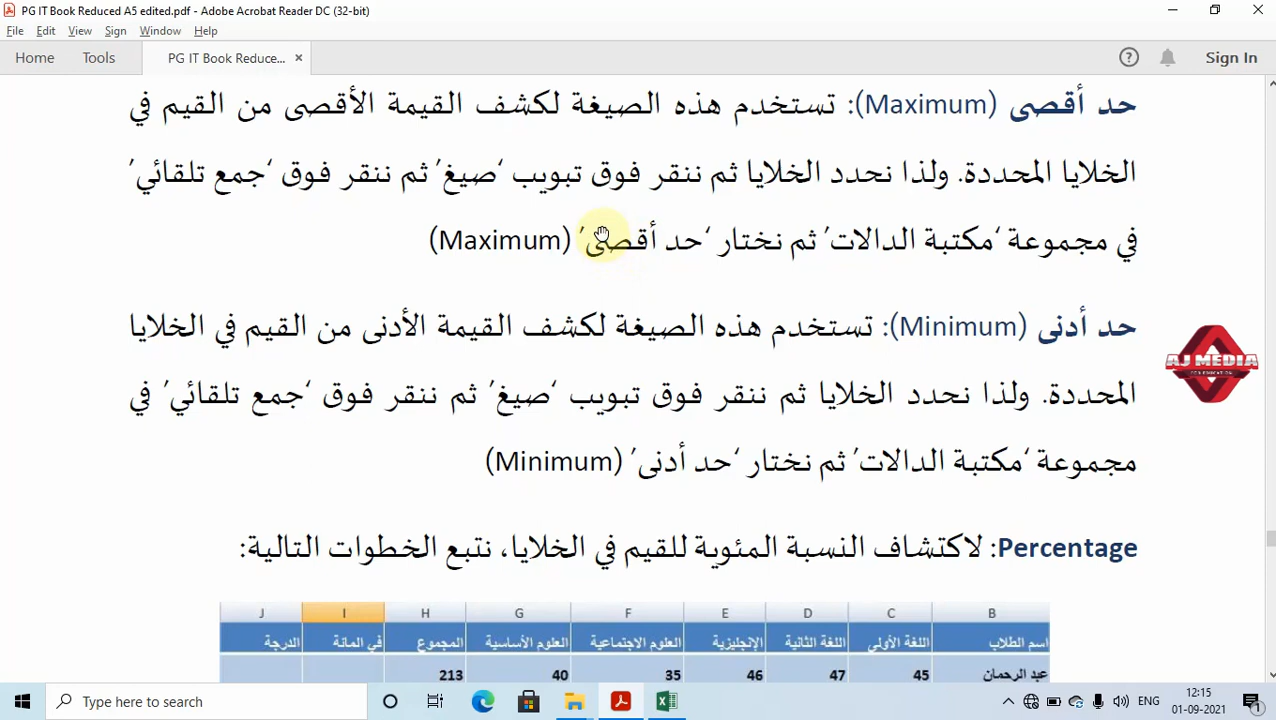 PG IT Book Reduced A5 edited.pdf - Adobe Acrobat Reader DC (32-bit)
File Edit View Sign Window Help
Home Tools PG IT Book Reduce... × Sign In
حد أقصى (Maximum): تستخدم هذه الصيغة لكشف القيمة الأقصى من القيم في
الخلايا المحددة. ولذا نحدد الخلايا ثم ننقر فوق تبويب ‘صيغ’ ثم ننقر فوق ‘جمع تلقائي’
في مجموعة ‘مكتبة الدالات’ ثم نختار ‘حد أقصى’ (Maximum)
حد أدنى (Minimum): تستخدم هذه الصيغة لكشف القيمة الأدنى من القيم في الخلايا
المحددة. ولذا نحدد الخلايا ثم ننقر فوق تبويب ‘صيغ’ ثم ننقر فوق ‘جمع تلقائي’ في
مجموعة ‘مكتبة الدالات’ ثم نختار ‘حد أدنى’ (Minimum)
AJ MEDIA
FOR EDUCATION
Percentage: لاكتشاف النسبة المئوية للقيم في الخلايا، نتبع الخطوات التالية:
J I H G F E D C B
اسم الطلاب اللغة الأولى اللغة الثانية الإنجليزية العلوم الاجتماعية العلوم الأساسية المجموع في المائة الدرجة
عبد الرحمان 45 47 46 35 40 213
Type here to search ENG 12:15
01-09-2021